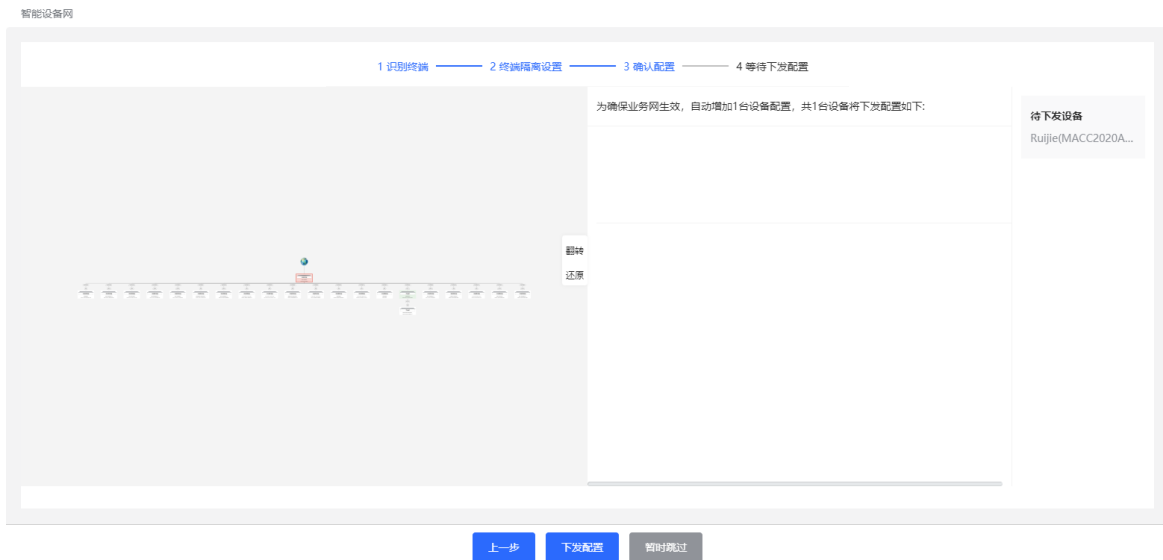 智能设备网
1 识别终端 2 终端隔离设置 3 确认配置 4 等待下发配置
为确保业务网生效，自动增加1台设备配置，共1台设备将下发配置如下:
待下发设备
Ruijie(MACC2020A...
翻转
还原
上一步 下发配置 暂时跳过